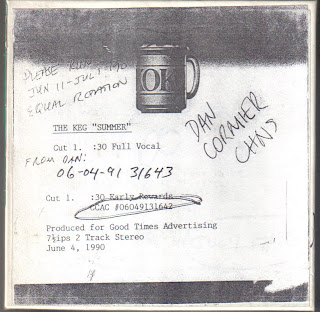 PLEASE RUN
JUN 11 - JULY 1/90
EQUAL ROTATION
OK
DAN
CORMIER
CHNS
THE KEG "SUMMER"
Cut 1. :30 Full Vocal
FROM DAN:
06-04-91 31643
Cut 1. :30 Early Rewards
CCAC #06049131642
Produced for Good Times Advertising
7½ips 2 Track Stereo
June 4, 1990